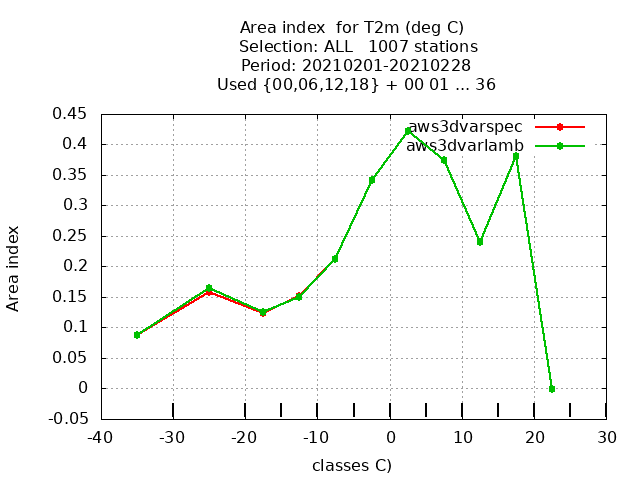 Area index  for T2m (deg C)
Selection: ALL   1007 stations
Period: 20210201-20210228
Used {00,06,12,18} + 00 01 ... 36
0.45
0.4
0.35
0.3
0.25
0.2
0.15
0.1
0.05
0
-0.05
Area index
aws3dvarspec
aws3dvarlamb
-40 -30 -20 -10 0 10 20 30
classes C)